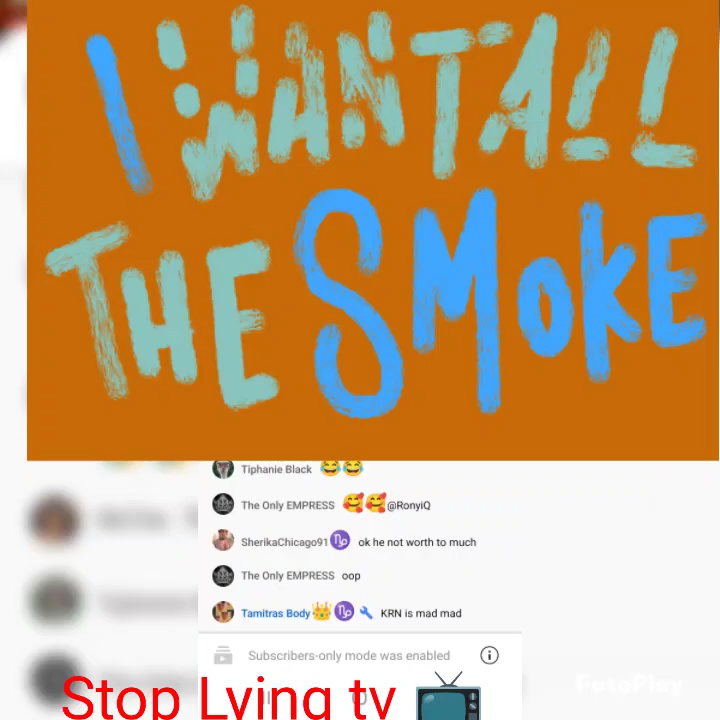 I WANT ALL
THE SMOKE
Tiphanie Black 😂😂
The Only EMPRESS 🥰🥰@RonyiQ
SherikaChicago91♑ ok he not worth to much
The Only EMPRESS oop
Tamitras Body👑♑🔧 KRN is mad mad
Subscribers-only mode was enabled
Stop Lying tv
FotoPlay